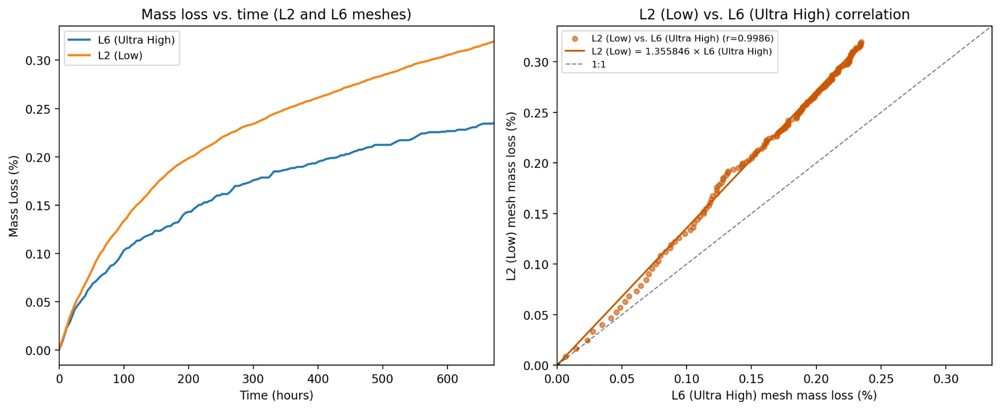 Mass loss vs. time (L2 and L6 meshes)
L6 (Ultra High)
L2 (Low)
Mass Loss (%)
0.30
0.25
0.20
0.15
0.10
0.05
0.00
0 100 200 300 400 500 600
Time (hours)
L2 (Low) vs. L6 (Ultra High) correlation
L2 (Low) vs. L6 (Ultra High) (r=0.9986)
L2 (Low) = 1.355846 × L6 (Ultra High)
1:1
L2 (Low) mesh mass loss (%)
0.30
0.25
0.20
0.15
0.10
0.05
0.00
0.00 0.05 0.10 0.15 0.20 0.25 0.30
L6 (Ultra High) mesh mass loss (%)